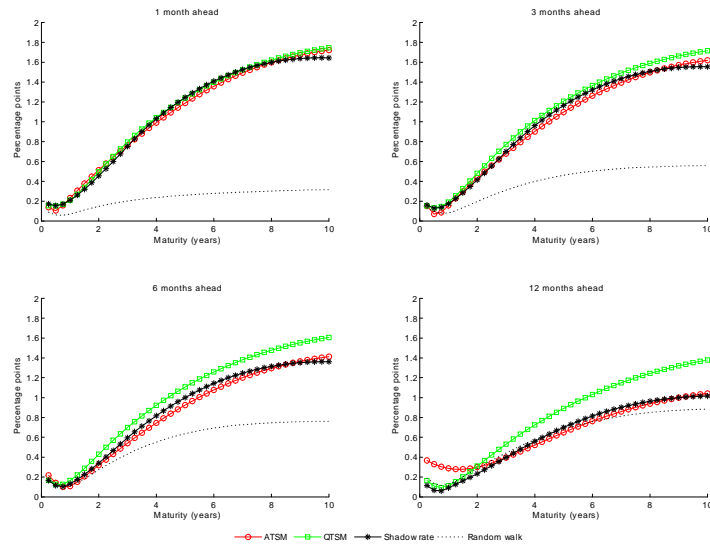 1 month ahead
Percentage points
2
1.8
1.6
1.4
1.2
1
0.8
0.6
0.4
0.2
0
0 2 4 6 8 10
Maturity (years)
3 months ahead
Percentage points
2
1.8
1.6
1.4
1.2
1
0.8
0.6
0.4
0.2
0
0 2 4 6 8 10
Maturity (years)
6 months ahead
Percentage points
2
1.8
1.6
1.4
1.2
1
0.8
0.6
0.4
0.2
0
0 2 4 6 8 10
Maturity (years)
12 months ahead
Percentage points
2
1.8
1.6
1.4
1.2
1
0.8
0.6
0.4
0.2
0
0 2 4 6 8 10
Maturity (years)
ATSM QTSM Shadow rate Random walk